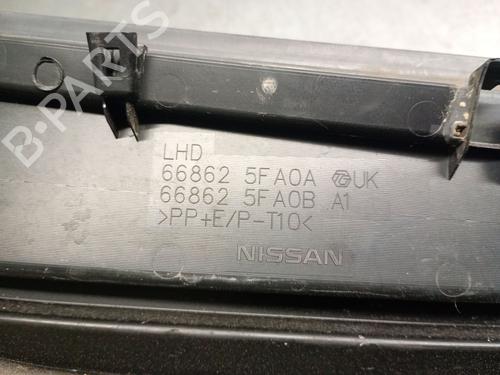 B-PARTS
LHD
66862 5FA0A UK
66862 5FA0B A1
>PP+E/P-T10<
NISSAN